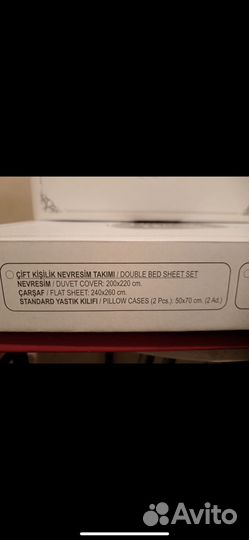 ÇİFT KİŞİLİK NEVRESİM TAKIMI / DOUBLE BED SHEET SET
NEVRESİM / DUVET COVER: 200x220 cm.
ÇARŞAF / FLAT SHEET: 240x260 cm.
STANDARD YASTIK KILIFI / PILLOW CASES (2 Pcs.): 50x70 cm. (2 Ad.)
Avito